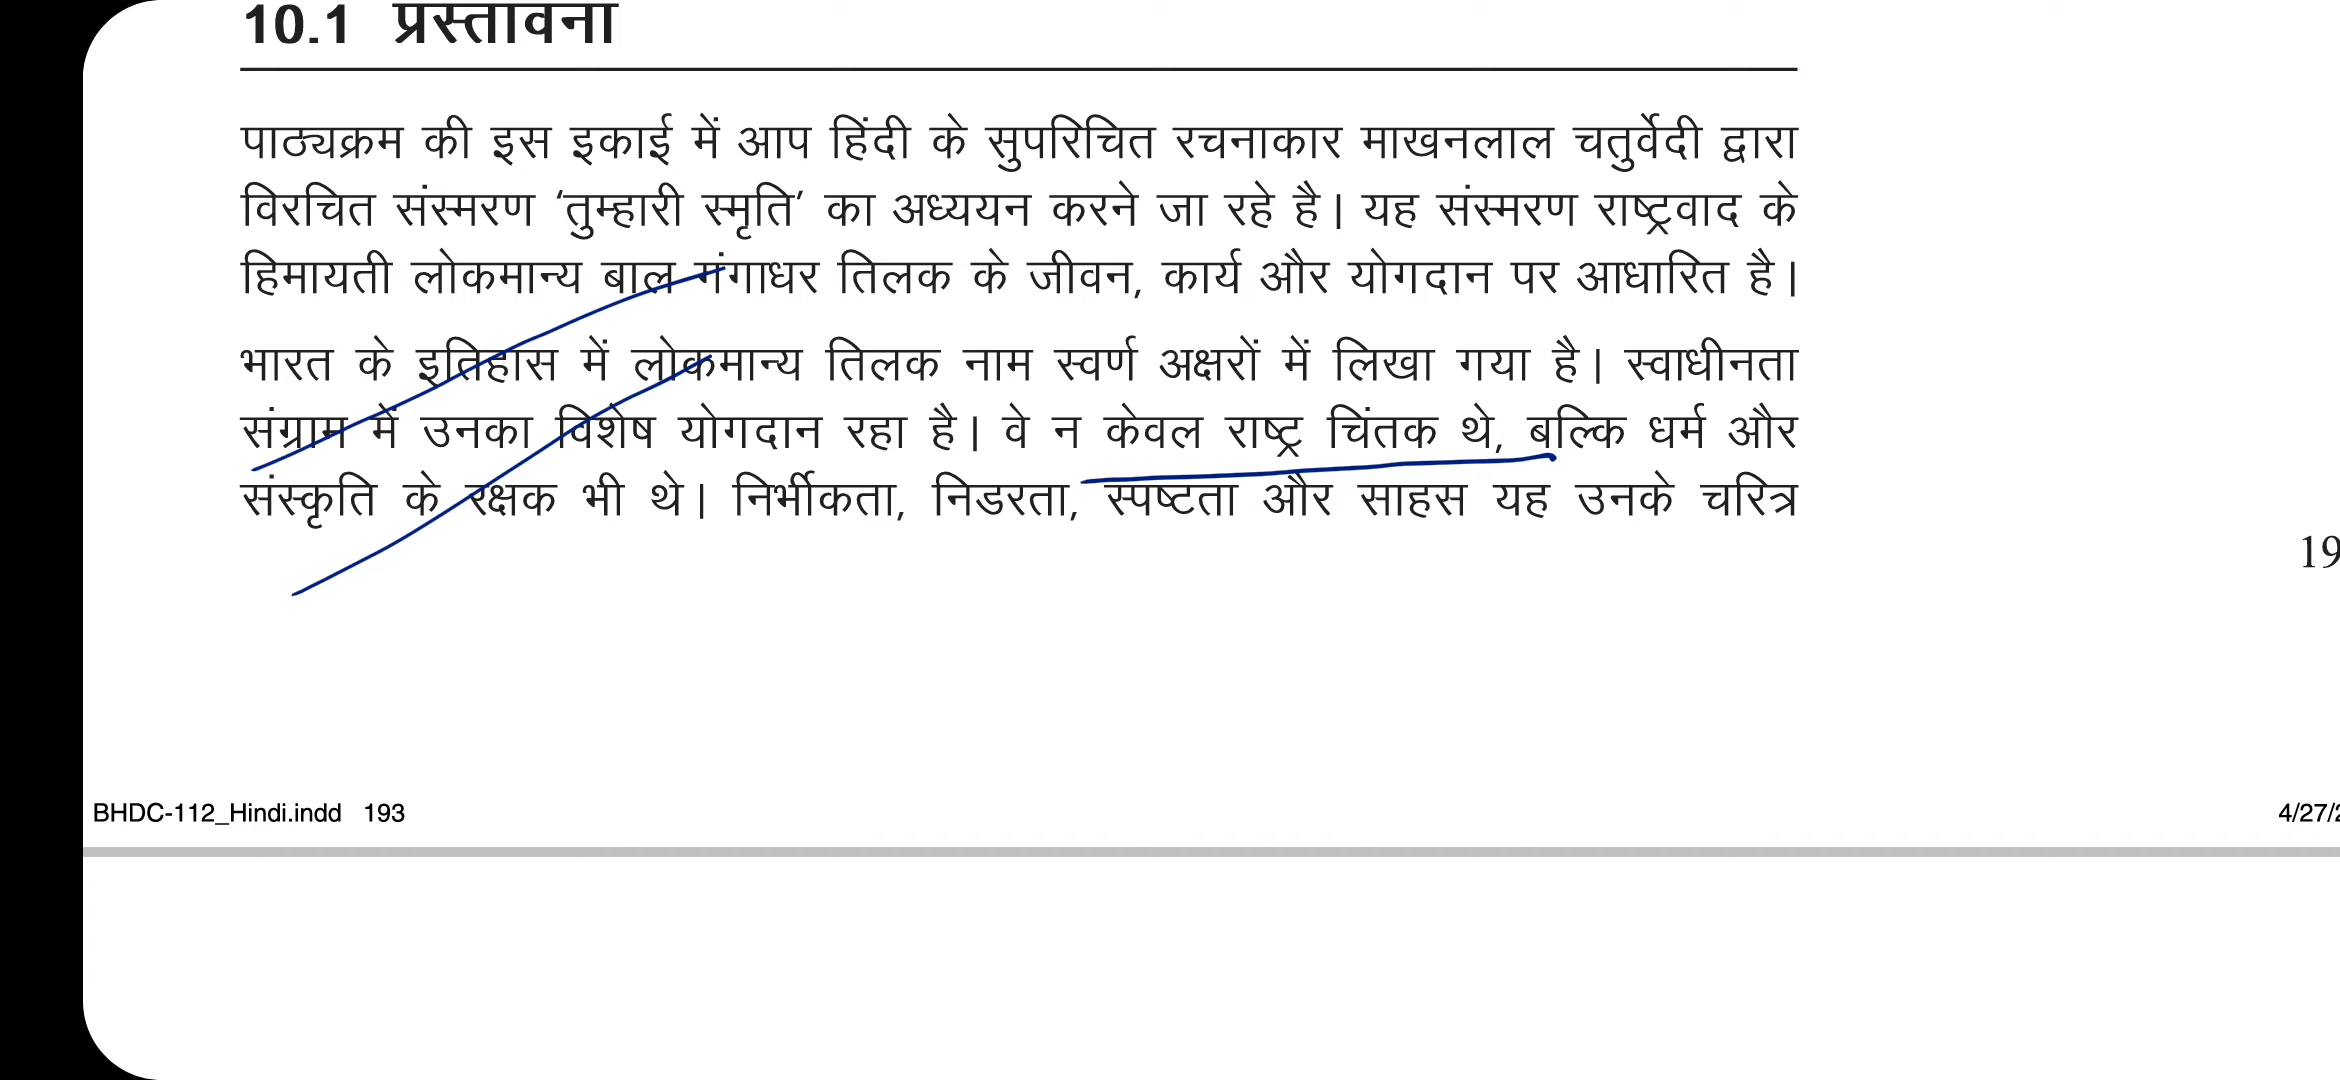 10.1 प्रस्तावना
पाठ्यक्रम की इस इकाई में आप हिंदी के सुपरिचित रचनाकार माखनलाल चतुर्वेदी द्वारा
विरचित संस्मरण ‘तुम्हारी स्मृति’ का अध्ययन करने जा रहे है। यह संस्मरण राष्ट्रवाद के
हिमायती लोकमान्य बाल गंगाधर तिलक के जीवन, कार्य और योगदान पर आधारित है।
भारत के इतिहास में लोकमान्य तिलक नाम स्वर्ण अक्षरों में लिखा गया है। स्वाधीनता
संग्राम में उनका विशेष योगदान रहा है। वे न केवल राष्ट्र चिंतक थे, बल्कि धर्म और
संस्कृति के रक्षक भी थे। निर्भीकता, निडरता, स्पष्टता और साहस यह उनके चरित्र
19
BHDC-112_Hindi.indd 193
4/27/2